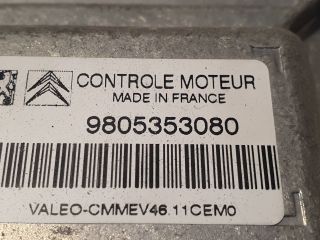 CONTROLE MOTEUR
MADE IN FRANCE
9805353080
VALEO-CMMEV46.11CEM0